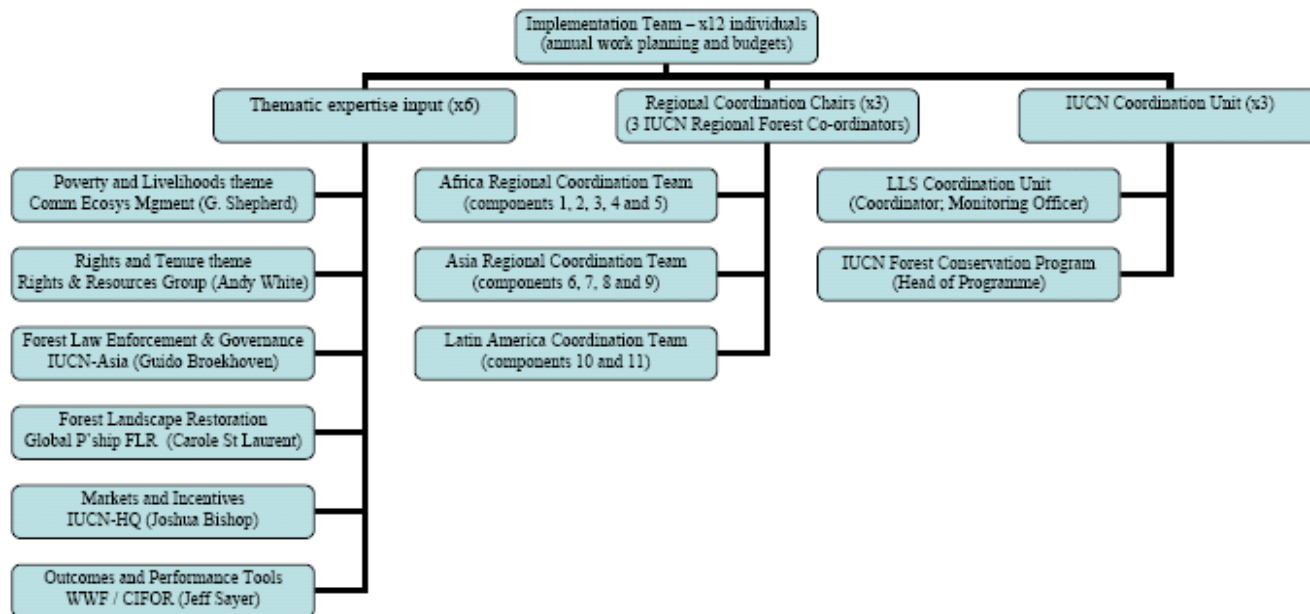 Implementation Team – x12 individuals
(annual work planning and budgets)
Thematic expertise input (x6)
Regional Coordination Chairs (x3)
(3 IUCN Regional Forest Co-ordinators)
IUCN Coordination Unit (x3)
Poverty and Livelihoods theme
Comm Ecosys Mgment (G. Shepherd)
Rights and Tenure theme
Rights & Resources Group (Andy White)
Forest Law Enforcement & Governance
IUCN-Asia (Guido Broekhoven)
Forest Landscape Restoration
Global P'ship FLR (Carole St Laurent)
Markets and Incentives
IUCN-HQ (Joshua Bishop)
Outcomes and Performance Tools
WWF / CIFOR (Jeff Sayer)
Africa Regional Coordination Team
(components 1, 2, 3, 4 and 5)
Asia Regional Coordination Team
(components 6, 7, 8 and 9)
Latin America Coordination Team
(components 10 and 11)
LLS Coordination Unit
(Coordinator; Monitoring Officer)
IUCN Forest Conservation Program
(Head of Programme)